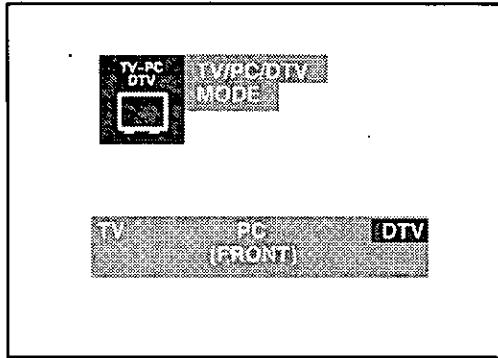 TV-PC
DTV
TV/PC/DTV
MODE
TV PC DTV
(FRONT)